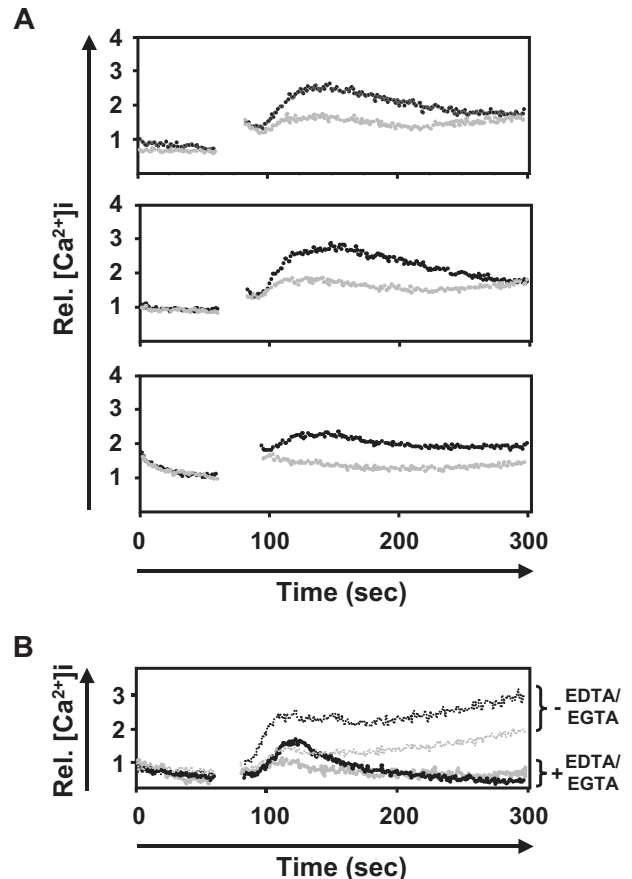 A
4
3
2
1
4
3
2
1
4
3
2
1
Rel. [Ca²⁺]i
0 100 200 300
Time (sec)
B
3
2
1
Rel. [Ca²⁺]i
- EDTA/
EGTA
+ EDTA/
EGTA
0 100 200 300
Time (sec)